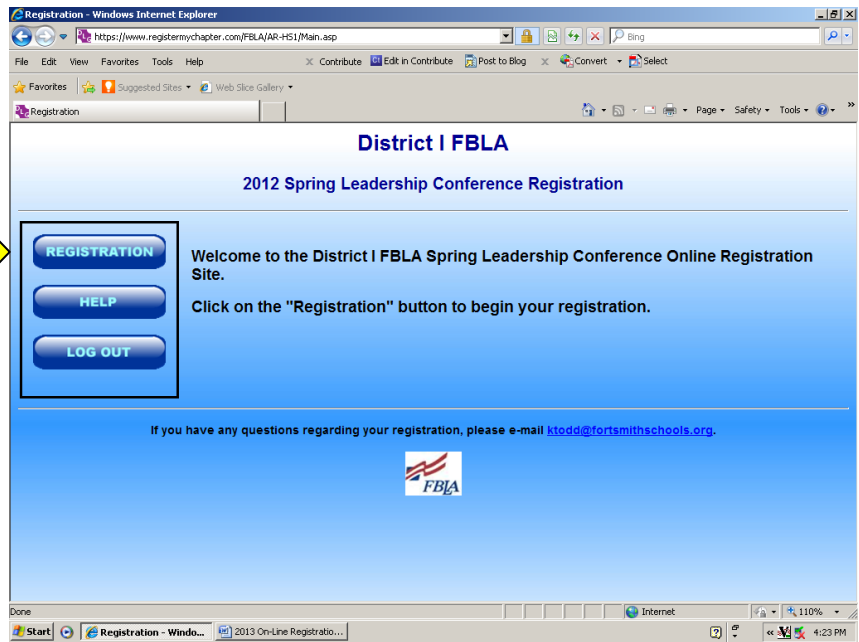 Registration - Windows Internet Explorer
https://www.registermychapter.com/FBLA/AR-HS1/Main.asp
Bing
File Edit View Favorites Tools Help
x Contribute Edit in Contribute Post to Blog x Convert Select
Favorites Suggested Sites Web Slice Gallery
Registration
Page Safety Tools
District I FBLA
2012 Spring Leadership Conference Registration
REGISTRATION
HELP
LOG OUT
Welcome to the District I FBLA Spring Leadership Conference Online Registration
Site.
Click on the "Registration" button to begin your registration.
If you have any questions regarding your registration, please e-mail ktodd@fortsmithschools.org.
FBLA
Done
Internet
110%
Start
Registration - Windo...
2013 On-Line Registratio...
4:23 PM